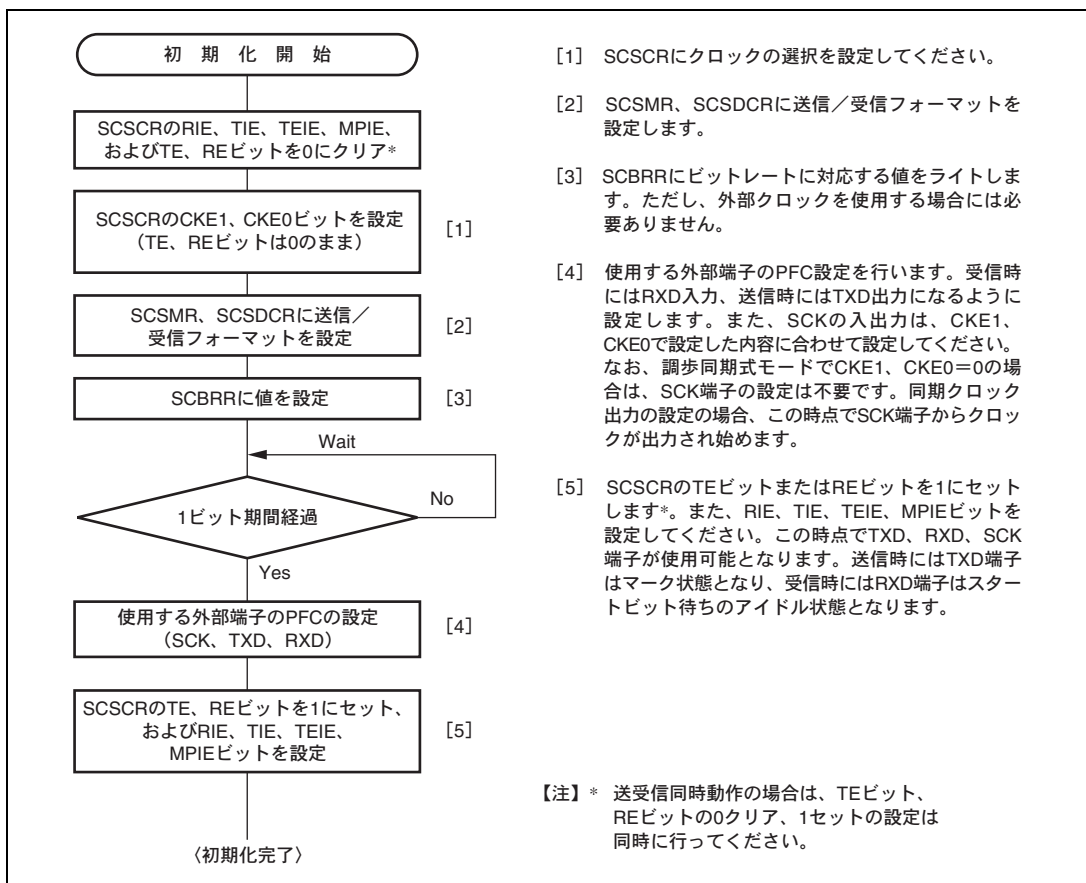 初 期 化 開 始
SCSCRのRIE、TIE、TEIE、MPIE、
およびTE、REビットを0にクリア*
SCSCRのCKE1、CKE0ビットを設定
（TE、REビットは0のまま）
[1]
SCSMR、SCSDCRに送信／
受信フォーマットを設定
[2]
SCBRRに値を設定
[3]
Wait
No
1ビット期間経過
Yes
使用する外部端子のPFCの設定
（SCK、TXD、RXD）
[4]
SCSCRのTE、REビットを1にセット、
およびRIE、TIE、TEIE、
MPIEビットを設定
[5]
〈初期化完了〉
[1] SCSCRにクロックの選択を設定してください。
[2] SCSMR、SCSDCRに送信／受信フォーマットを
設定します。
[3] SCBRRにビットレートに対応する値をライトしま
す。ただし、外部クロックを使用する場合には必
要ありません。
[4] 使用する外部端子のPFC設定を行います。受信時
にはRXD入力、送信時にはTXD出力になるように
設定します。また、SCKの入出力は、CKE1、
CKE0で設定した内容に合わせて設定してください。
なお、調歩同期式モードでCKE1、CKE0＝0の場
合は、SCK端子の設定は不要です。同期クロック
出力の設定の場合、この時点でSCK端子からクロッ
クが出力され始めます。
[5] SCSCRのTEビットまたはREビットを1にセット
します*。また、RIE、TIE、TEIE、MPIEビットを
設定してください。この時点でTXD、RXD、SCK
端子が使用可能となります。送信時にはTXD端子
はマーク状態となり、受信時にはRXD端子はスター
トビット待ちのアイドル状態となります。
【注】* 送受信同時動作の場合は、TEビット、
REビットの0クリア、1セットの設定は
同時に行ってください。